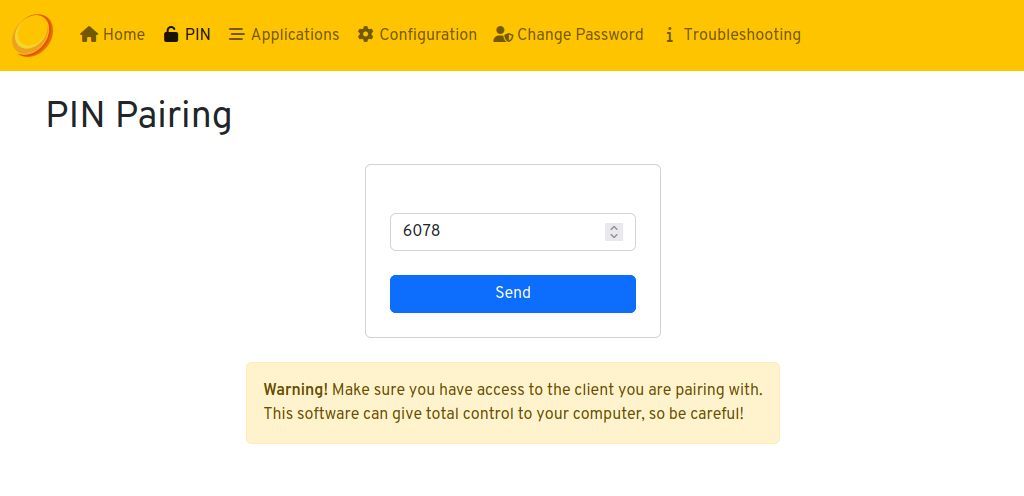 Home PIN Applications Configuration Change Password Troubleshooting
PIN Pairing
6078
Send
Warning! Make sure you have access to the client you are pairing with.
This software can give total control to your computer, so be careful!